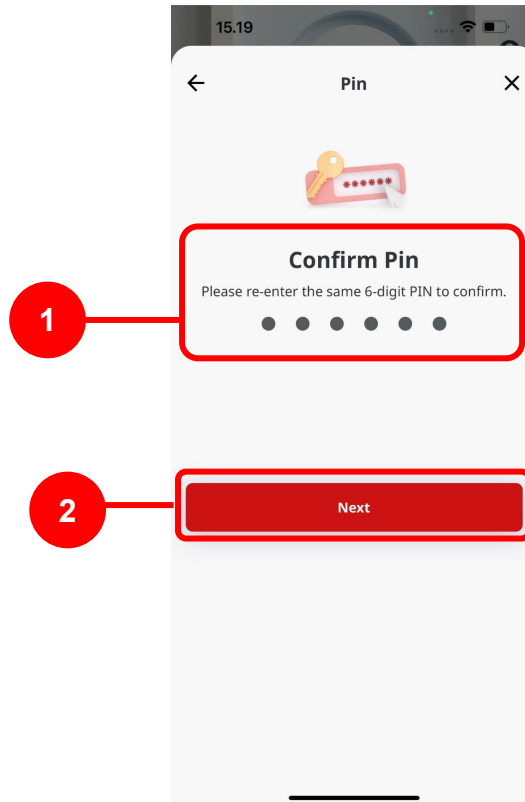 15.19
Pin
******
Confirm Pin
Please re-enter the same 6-digit PIN to confirm.
1
2
Next